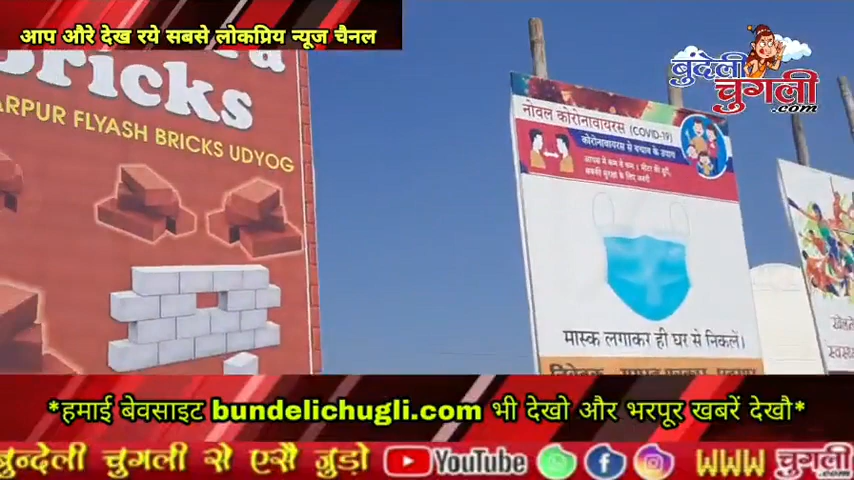 आप औरे देख रये सबसे लोकप्रिय न्यूज चैनल
Bricks
ARPUR FLYASH BRICKS UDYOG
बुंदेली
चुगली
.COM
नोवल कोरोनावायरस (COVID-19)
कोरोनावायरस से बचाव के उपाय
मास्क लगाकर ही घर से निकलें।
*हमाई बेवसाइट bundelichugli.com भी देखो और भरपूर खबरें देखौ*
बुन्देली चुगली से एसै जुड़ो
YouTube
WWW चुगली
.com